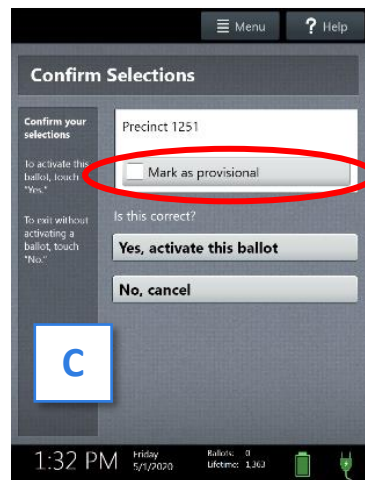 Menu
? Help
Confirm Selections
Confirm your
selections
To activate this
ballot, touch
"Yes."
To exit without
activating a
ballot, touch
"No."
Precinct 1251
Mark as provisional
Is this correct?
Yes, activate this ballot
No, cancel
C
1:32 PM
Friday
5/1/2020
Ballots: 0
Lifetime: 1,363